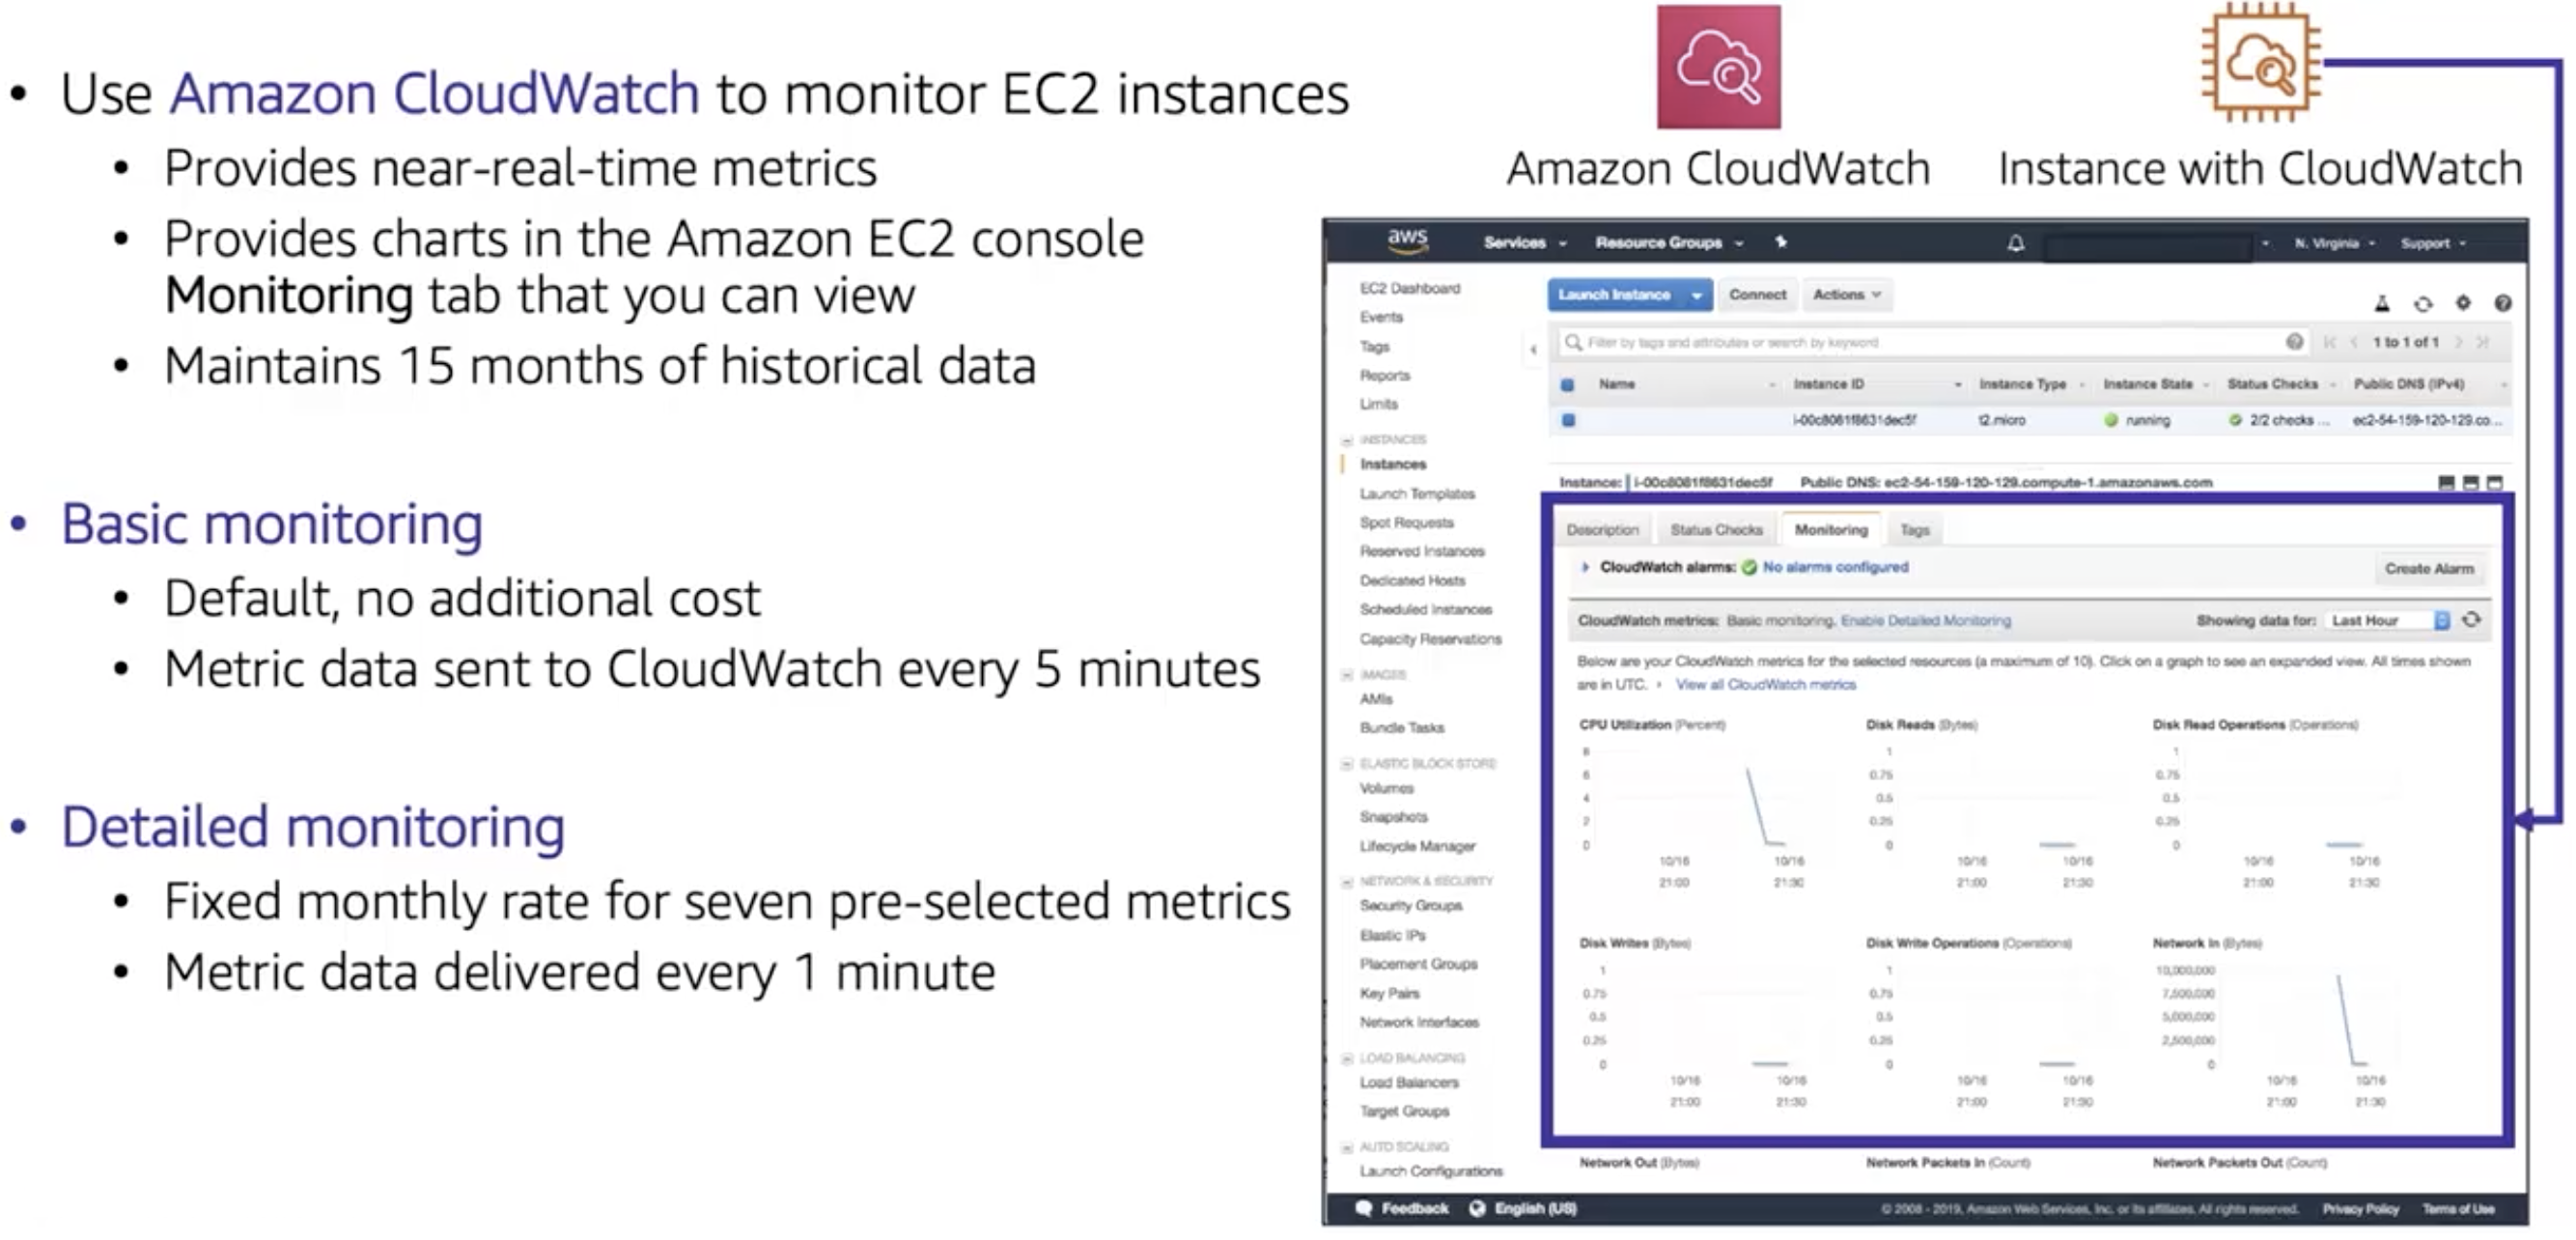 • Use Amazon CloudWatch to monitor EC2 instances
• Provides near-real-time metrics
• Provides charts in the Amazon EC2 console
Monitoring tab that you can view
• Maintains 15 months of historical data
• Basic monitoring
• Default, no additional cost
• Metric data sent to CloudWatch every 5 minutes
• Detailed monitoring
• Fixed monthly rate for seven pre-selected metrics
• Metric data delivered every 1 minute
Amazon CloudWatch
Instance with CloudWatch
aws Services Resource Groups N. Virginia Support
EC2 Dashboard
Events
Tags
Reports
Limits
INSTANCES
Instances
Launch Templates
Spot Requests
Reserved Instances
Dedicated Hosts
Scheduled Instances
Capacity Reservations
IMAGES
AMIs
Bundle Tasks
ELASTIC BLOCK STORE
Volumes
Snapshots
Lifecycle Manager
NETWORK & SECURITY
Security Groups
Elastic IPs
Placement Groups
Key Pairs
Network Interfaces
LOAD BALANCING
Load Balancers
Target Groups
AUTO SCALING
Launch Configurations
Launch Instance Connect Actions
Filter by tags and attributes or search by keyword 1 to 1 of 1
Name Instance ID Instance Type Instance State Status Checks Public DNS (IPv4)
t2.micro running 2/2 checks ... ec2-54-159-120-129.co...
Instance: Public DNS: ec2-54-159-120-129.compute-1.amazonaws.com
Description Status Checks Monitoring Tags
CloudWatch alarms: No alarms configured Create Alarm
CloudWatch metrics: Basic monitoring. Enable Detailed Monitoring Showing data for: Last Hour
Below are your CloudWatch metrics for the selected resources (a maximum of 10). Click on a graph to see an expanded view. All times shown
are in UTC. View all CloudWatch metrics
CPU Utilization (Percent)
8
6
4
2
0
10/16 10/16
21:00 21:30
Disk Reads (Bytes)
1
0.75
0.5
0.25
0
10/16 10/16
21:00 21:30
Disk Read Operations (Operations)
1
0.75
0.5
0.25
0
10/16 10/16
21:00 21:30
Disk Writes (Bytes)
1
0.75
0.5
0.25
0
10/16 10/16
21:00 21:30
Disk Write Operations (Operations)
1
0.75
0.5
0.25
0
10/16 10/16
21:00 21:30
Network In (Bytes)
10,000,000
7,500,000
5,000,000
2,500,000
0
10/16 10/16
21:00 21:30
Network Out (Bytes) Network Packets In (Count) Network Packets Out (Count)
Feedback English (US) © 2008 - 2019, Amazon Web Services, Inc. or its affiliates. All rights reserved. Privacy Policy Terms of Use